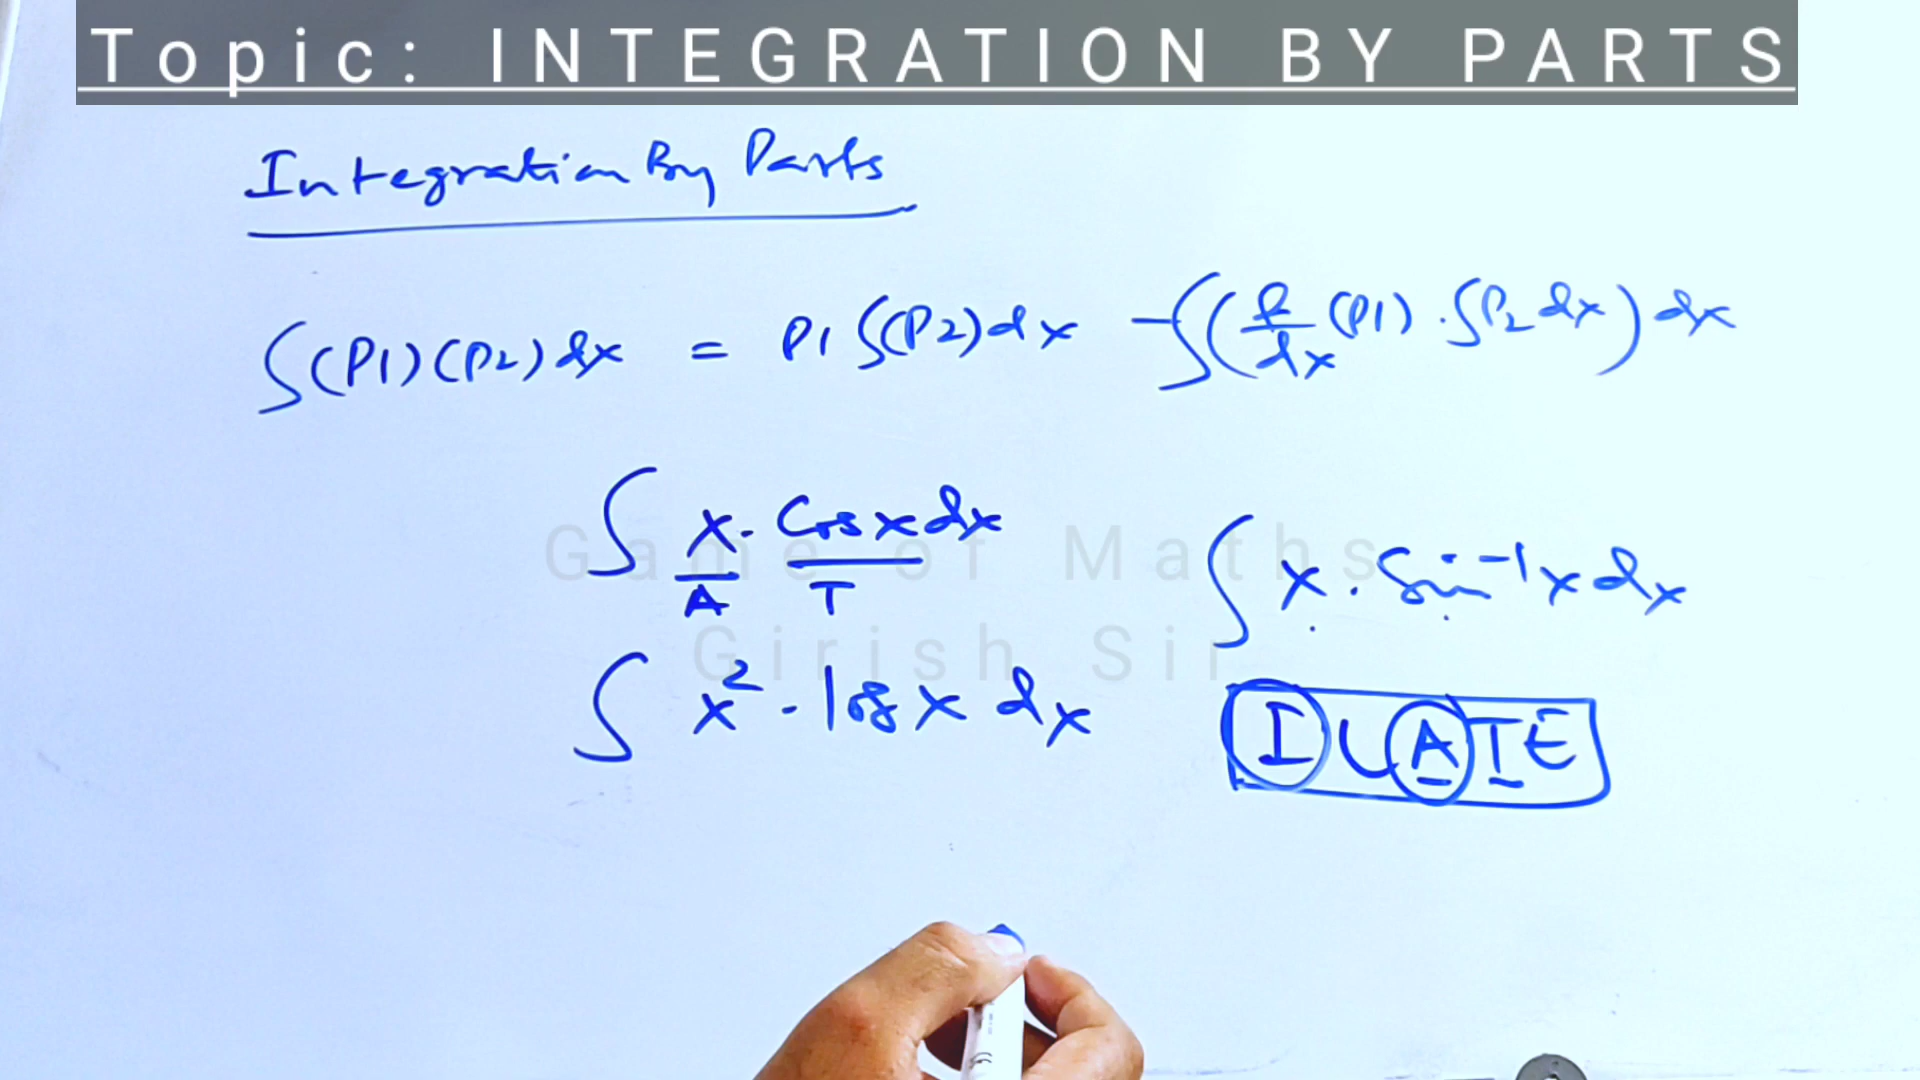 Topic: INTEGRATION BY PARTS
Integration By Parts
∫(P1)(P2)dx = P1∫(P2)dx -∫(d/dx(P1).∫P2dx)dx
∫ x. Cosx dx
A T
∫ x. Sin⁻¹x dx
Game of Maths
Girish Sir
∫ x². logx dx
ILATE